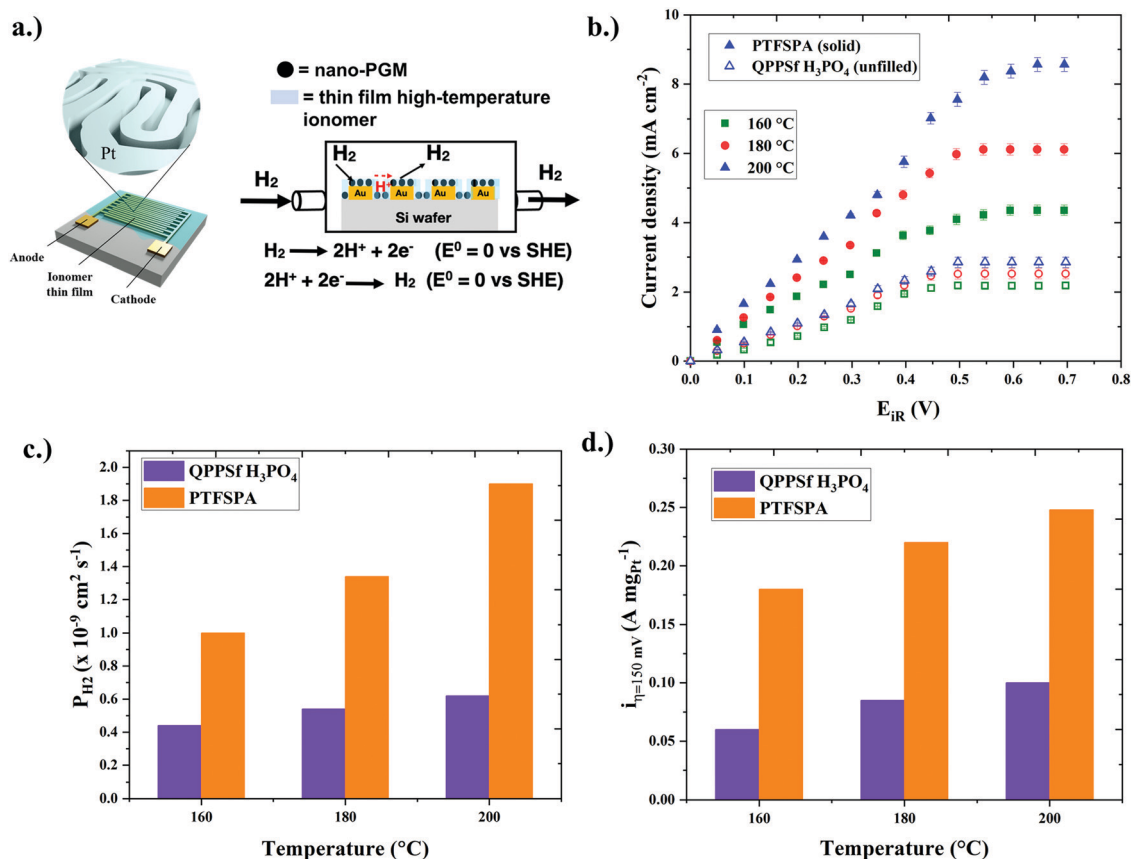 a.)
Pt
Anode
Ionomer
thin film
Cathode
= nano-PGM
= thin film high-temperature
ionomer
H₂
H₂
H₂
H⁺
H₂
Au
Au
Au
Au
Si wafer
H₂ → 2H⁺ + 2e⁻ (E⁰ = 0 vs SHE)
2H⁺ + 2e⁻ → H₂ (E⁰ = 0 vs SHE)
b.)
PTFSPA (solid)
QPPSf H₃PO₄ (unfilled)
160 °C
180 °C
200 °C
Current density (mA cm⁻²)
10
8
6
4
2
0
0.0 0.1 0.2 0.3 0.4 0.5 0.6 0.7 0.8
E_iR (V)
c.)
QPPSf H₃PO₄
PTFSPA
P_H2 (x 10⁻⁹ cm² s⁻¹)
2.0
1.8
1.6
1.4
1.2
1.0
0.8
0.6
0.4
0.2
0.0
160 180 200
Temperature (°C)
d.)
QPPSf H₃PO₄
PTFSPA
i_η=150 mV (A mg_Pt⁻¹)
0.30
0.25
0.20
0.15
0.10
0.05
0.00
160 180 200
Temperature (°C)